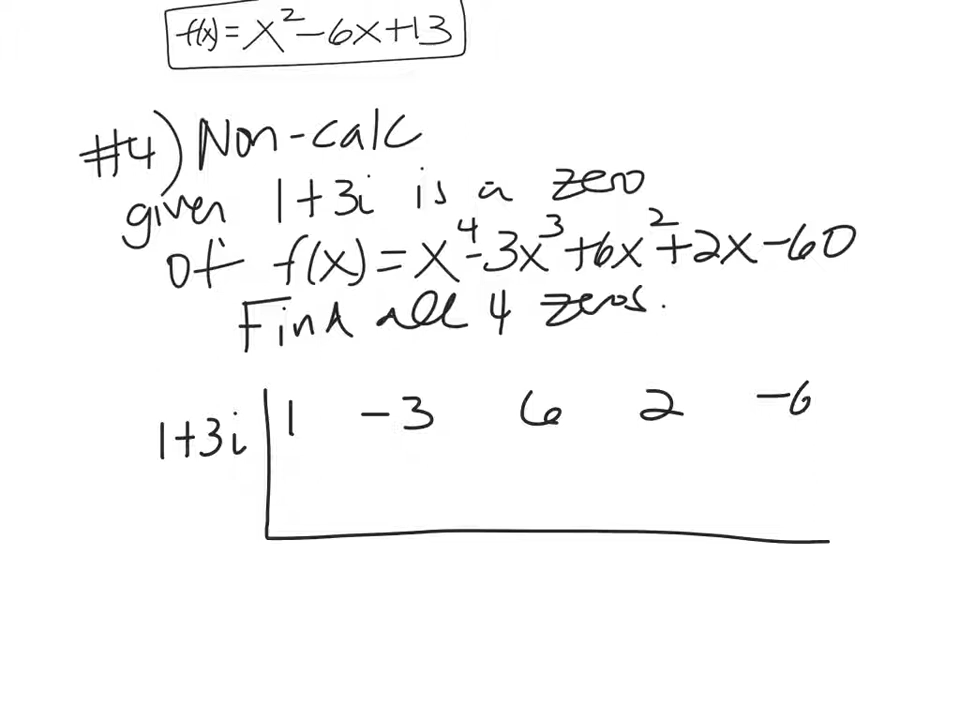 f(x) = x² - 6x + 13
#4) Non-calc
given 1+3i is a zero
of f(x) = x⁴ - 3x³ + 6x² + 2x - 60
Find all 4 zeros.
1+3i | 1 -3 6 2 -6